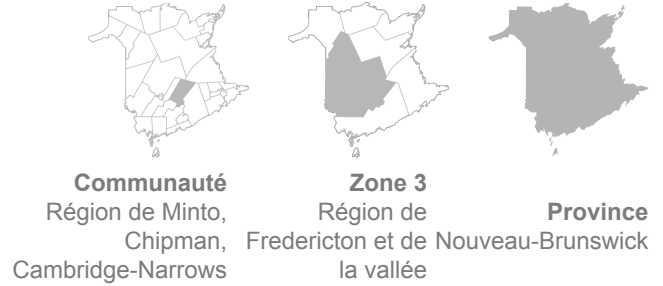 Communauté
Région de Minto,
Chipman,
Cambridge-Narrows
Zone 3
Région de
Fredericton et de
la vallée
Province
Nouveau-Brunswick